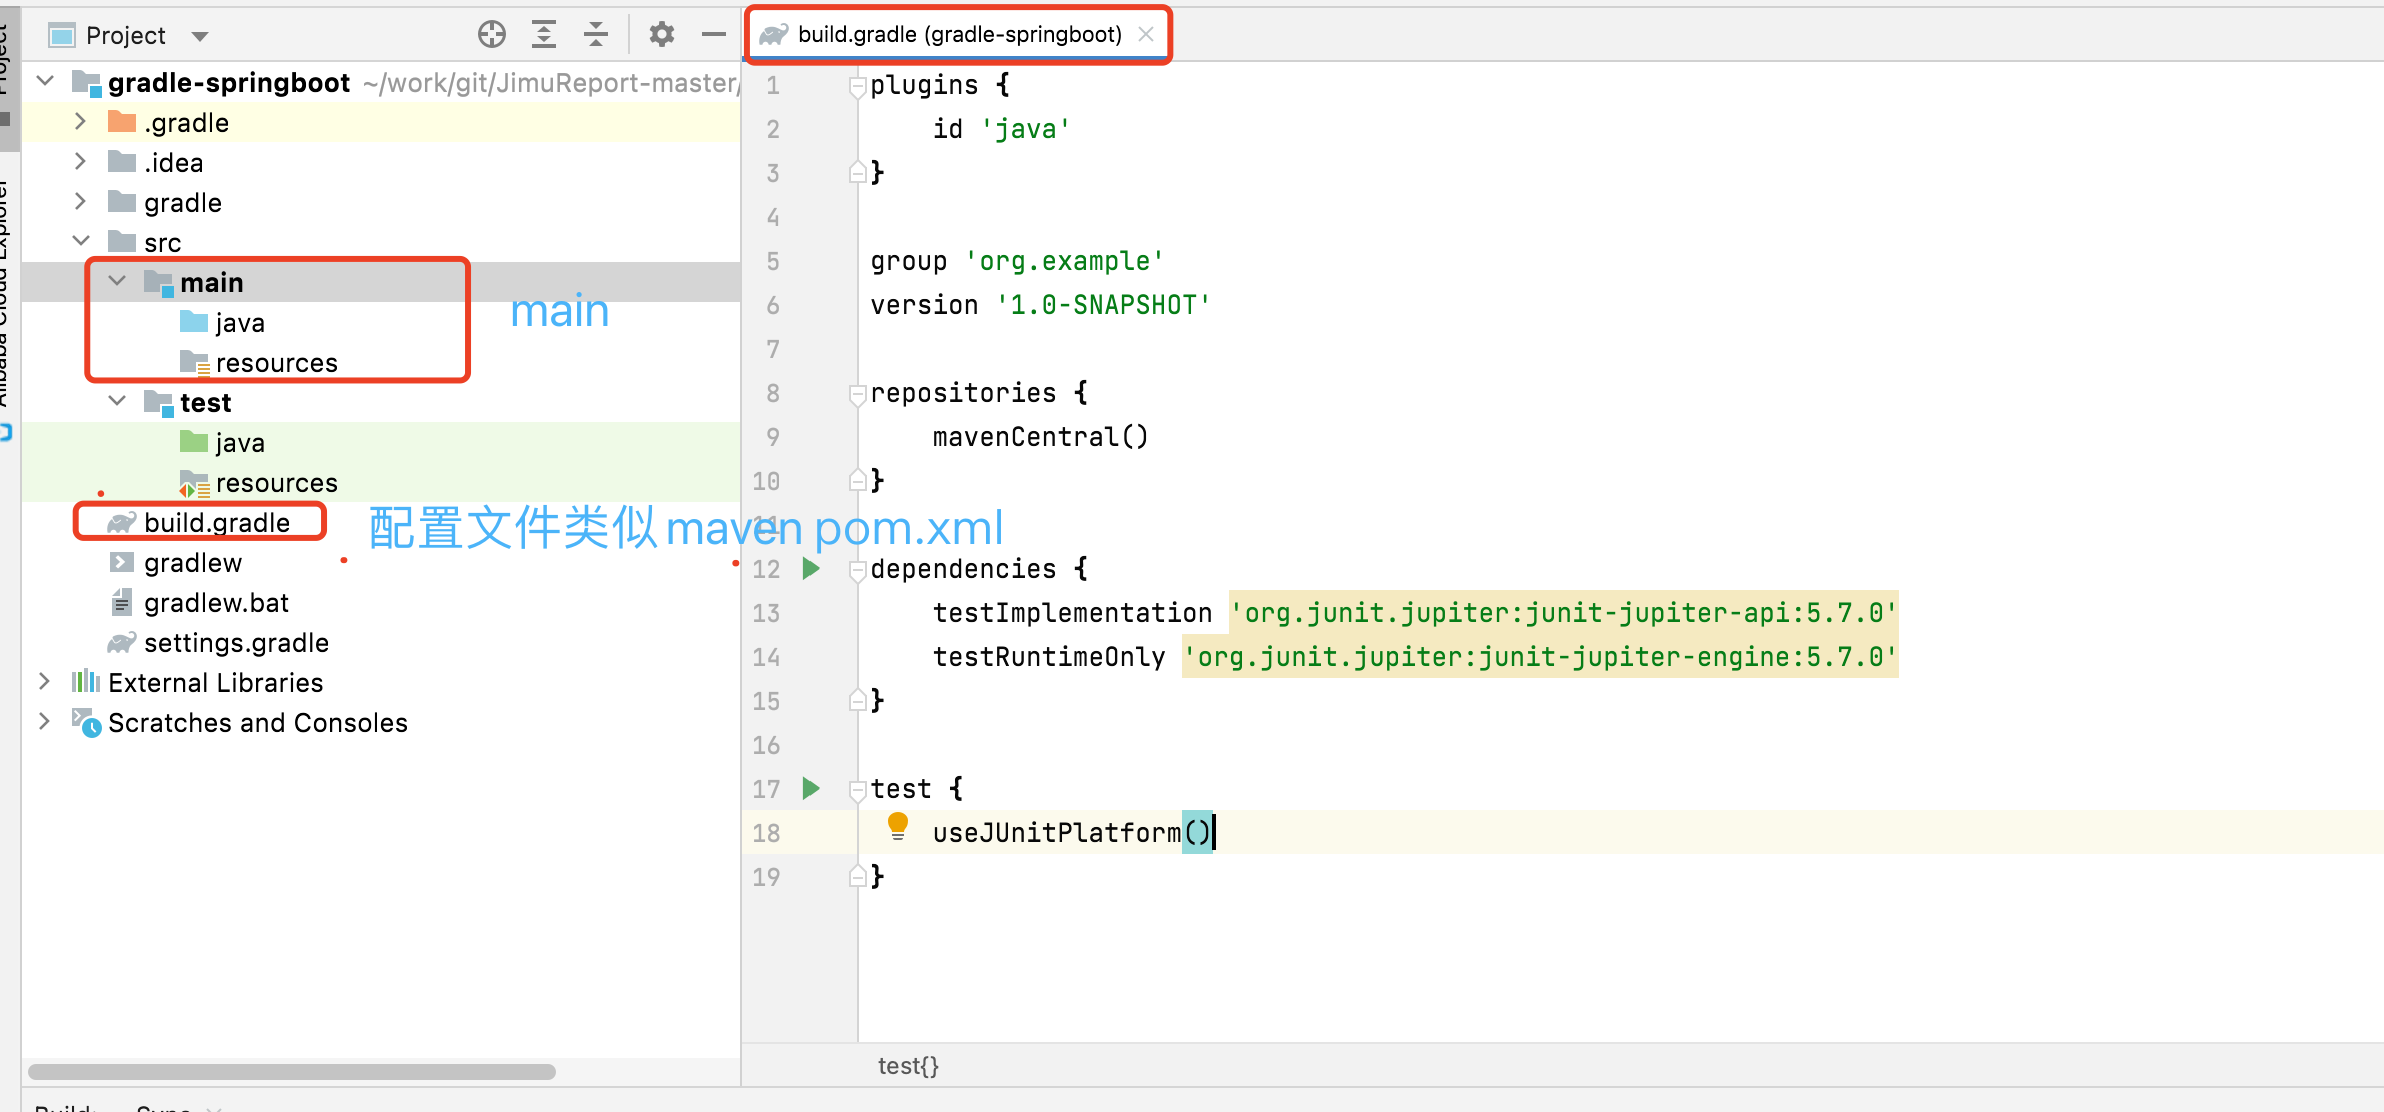 Project
Project
Alibaba Cloud Explorer
gradle-springboot ~/work/git/JimuReport-master/
.gradle
.idea
gradle
src
main
java
resources
main
test
java
resources
build.gradle
配置文件类似maven pom.xml
gradlew
gradlew.bat
settings.gradle
External Libraries
Scratches and Consoles
build.gradle (gradle-springboot)
1 plugins {
2 id 'java'
3 }
4
5 group 'org.example'
6 version '1.0-SNAPSHOT'
7
8 repositories {
9 mavenCentral()
10 }
11
12 dependencies {
13 testImplementation 'org.junit.jupiter:junit-jupiter-api:5.7.0'
14 testRuntimeOnly 'org.junit.jupiter:junit-jupiter-engine:5.7.0'
15 }
16
17 test {
18 useJUnitPlatform()
19 }
test{}
Build: Sync